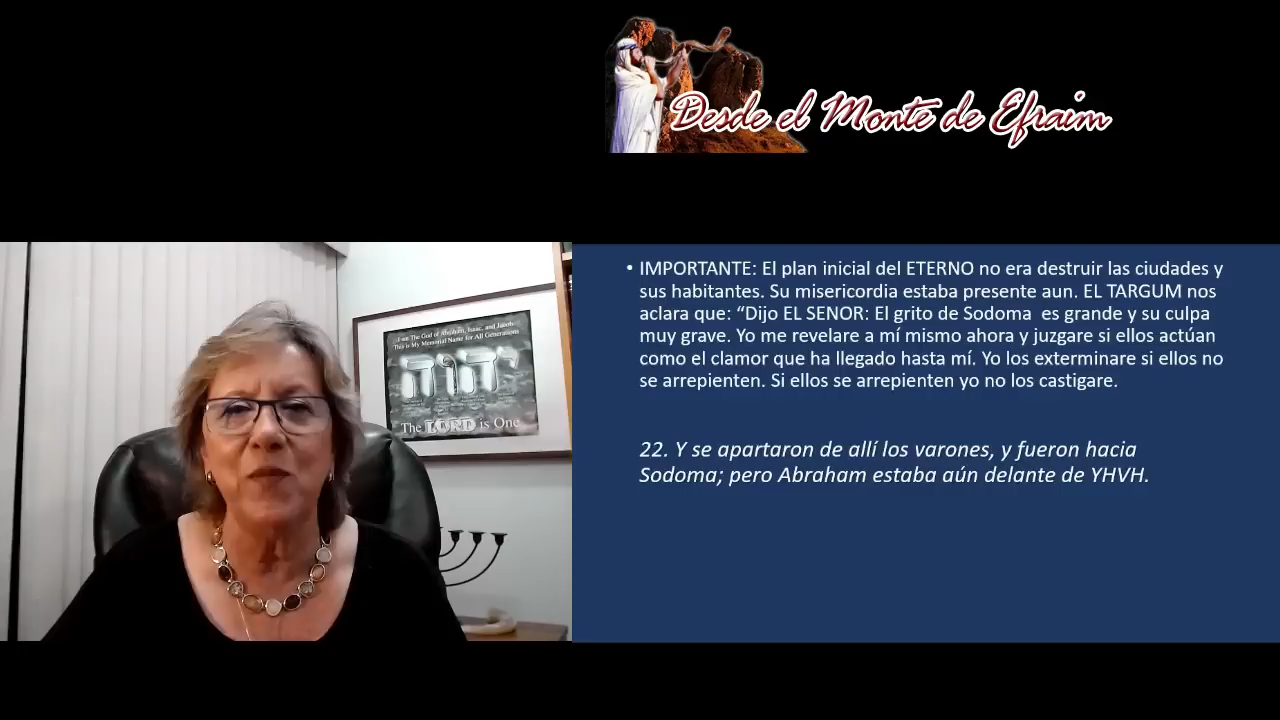 Desde el Monte de Efraim
I am The God of Abraham, Isaac, and Jacob.
This is My Memorial Name for All Generations
יהוה
The LORD is One
• IMPORTANTE: El plan inicial del ETERNO no era destruir las ciudades y
sus habitantes. Su misericordia estaba presente aun. EL TARGUM nos
aclara que: “Dijo EL SENOR: El grito de Sodoma  es grande y su culpa
muy grave. Yo me revelare a mí mismo ahora y juzgare si ellos actúan
como el clamor que ha llegado hasta mí. Yo los exterminare si ellos no
se arrepienten. Si ellos se arrepienten yo no los castigare.
22. Y se apartaron de allí los varones, y fueron hacia
Sodoma; pero Abraham estaba aún delante de YHVH.